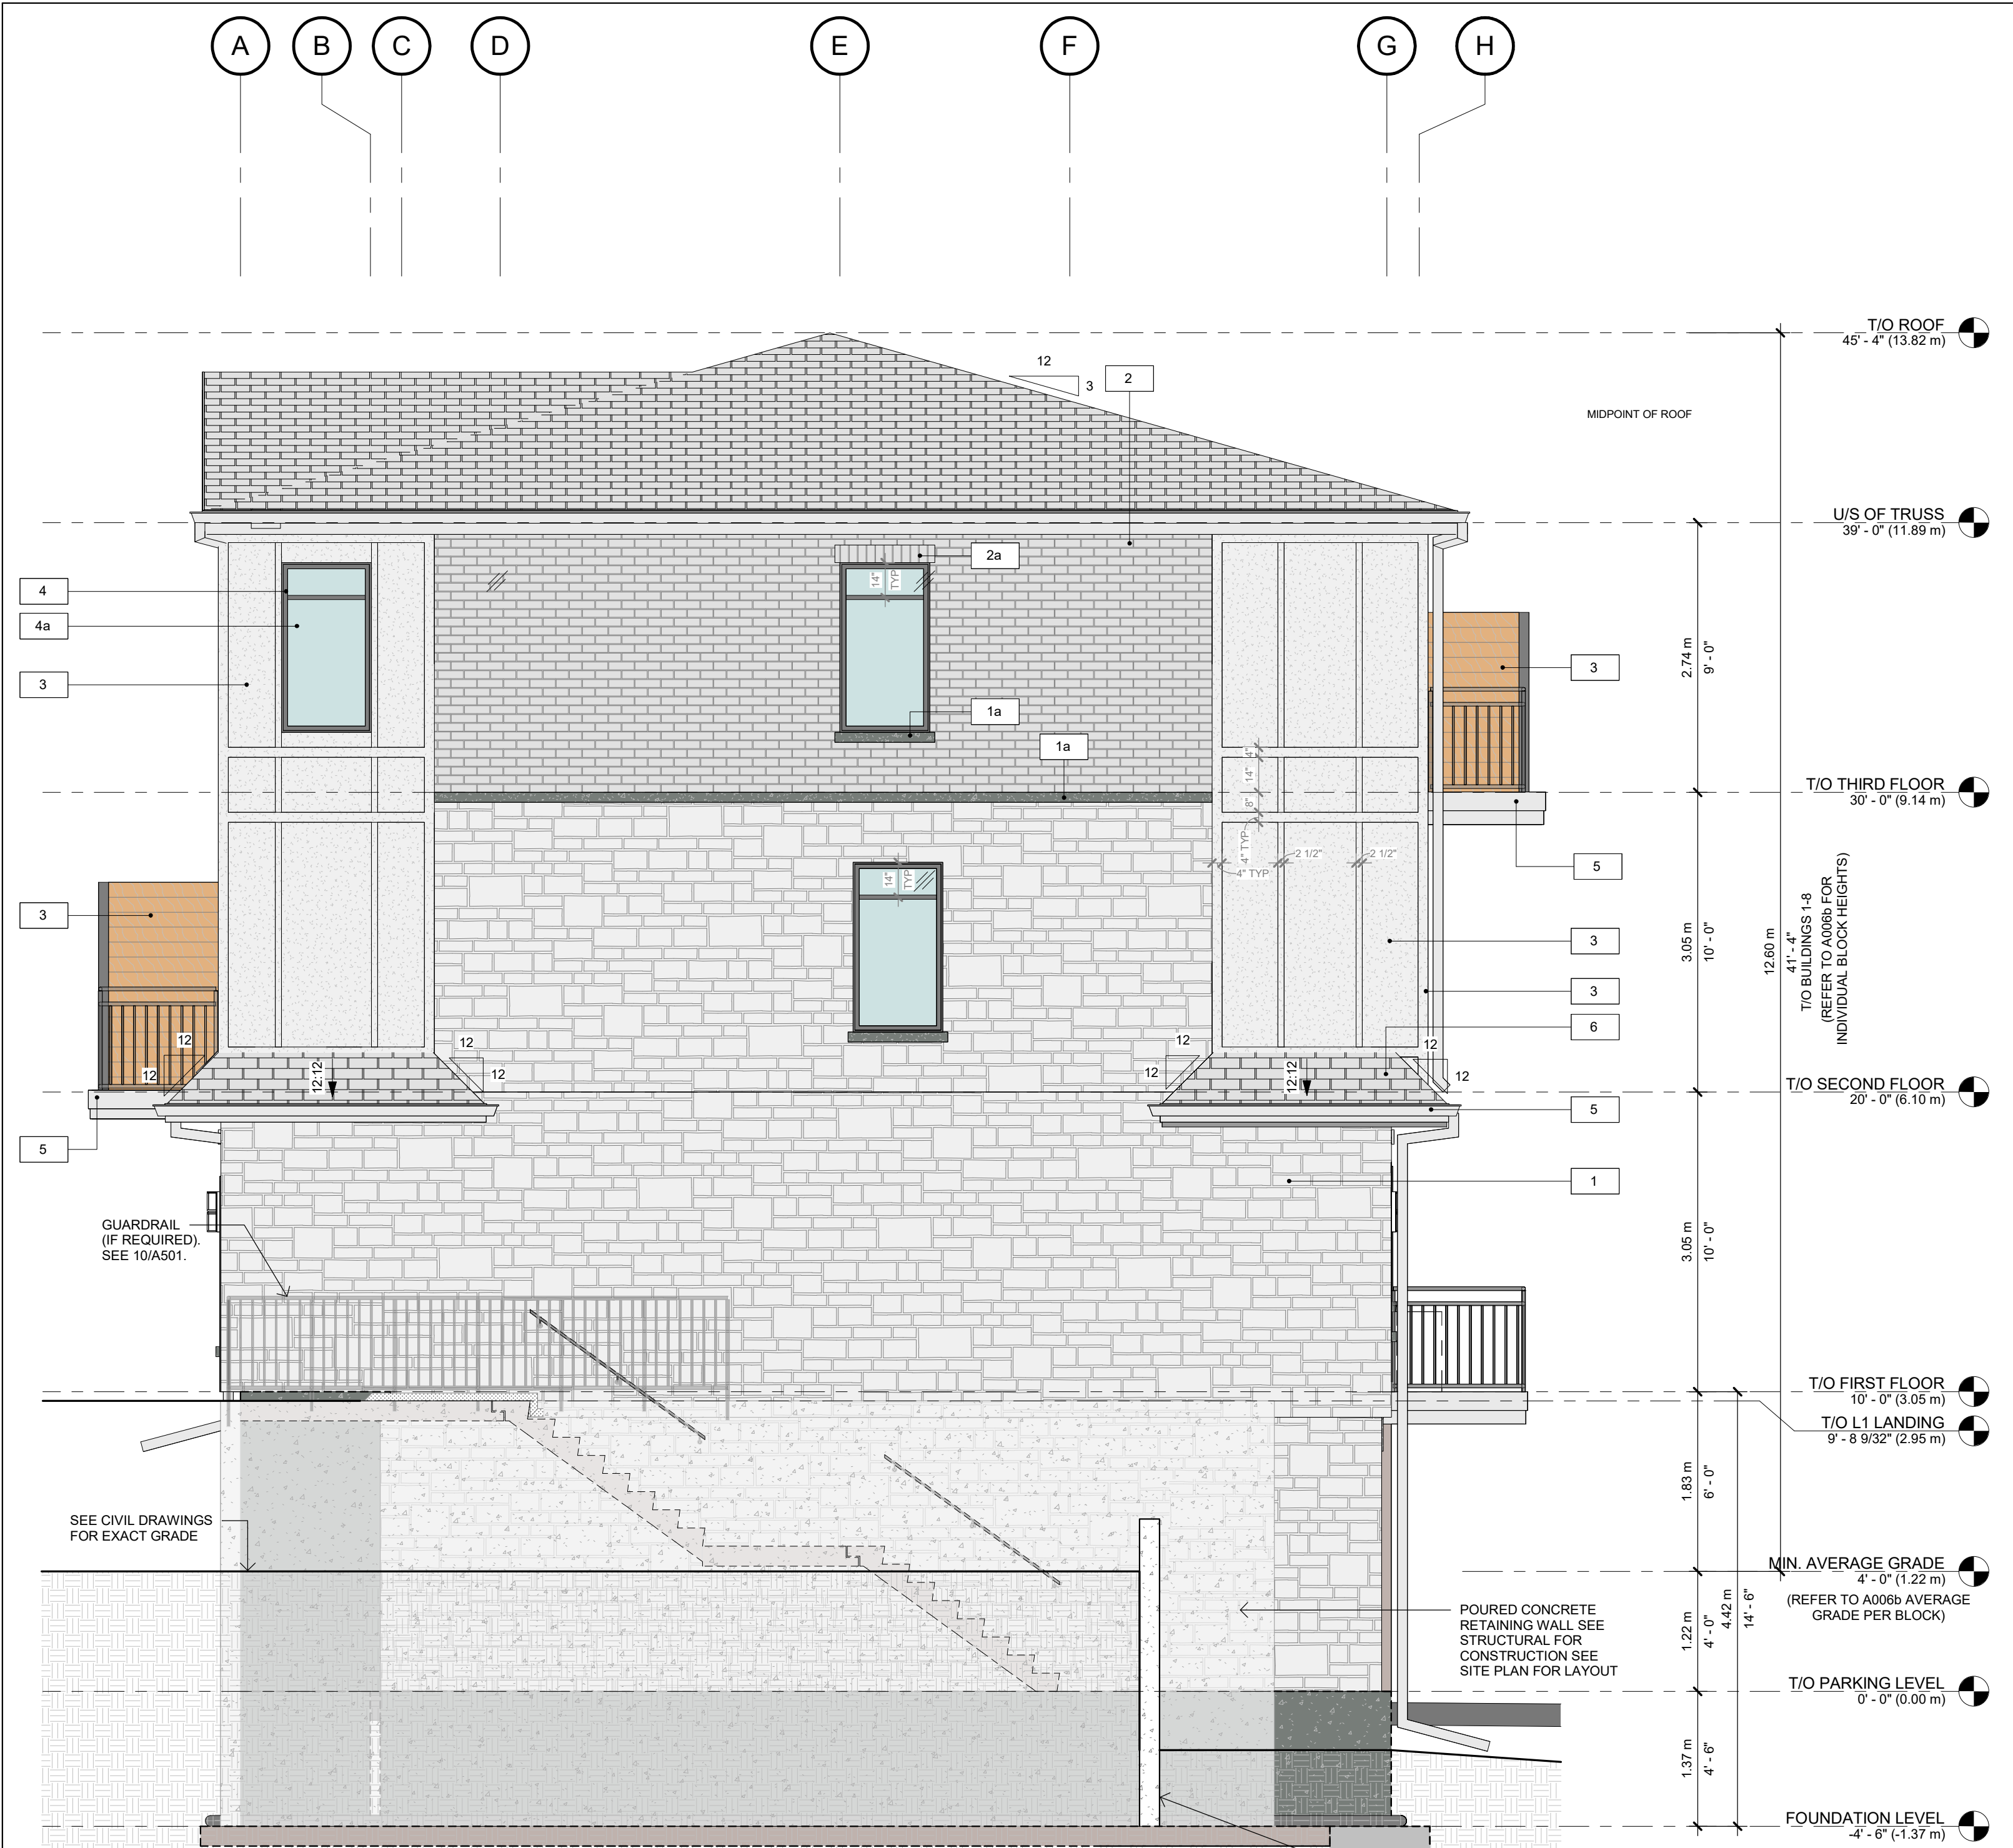 A B C D E F G H
T/O ROOF
45' - 4" (13.82 m)
12
3
2
MIDPOINT OF ROOF
U/S OF TRUSS
39' - 0" (11.89 m)
2a
14"
TYP
4
4a
3
2.74 m
9' - 0"
3
1a
1a
4"
14"
8"
4" TYP
4" TYP
2 1/2"
2 1/2"
T/O THIRD FLOOR
30' - 0" (9.14 m)
5
14"
TYP
3
3
3
6
3.05 m
10' - 0"
12.60 m
41' - 4"
T/O BUILDINGS 1-8
(REFER TO A006b FOR
INDIVIDUAL BLOCK HEIGHTS)
12
12
12:12
12
12
12
12
12:12
12
12
T/O SECOND FLOOR
20' - 0" (6.10 m)
5
5
1
GUARDRAIL
(IF REQUIRED).
SEE 10/A501.
3.05 m
10' - 0"
T/O FIRST FLOOR
10' - 0" (3.05 m)
T/O L1 LANDING
9' - 8 9/32" (2.95 m)
1.83 m
6' - 0"
SEE CIVIL DRAWINGS
FOR EXACT GRADE
MIN. AVERAGE GRADE
4' - 0" (1.22 m)
(REFER TO A006b AVERAGE
GRADE PER BLOCK)
1.22 m
4' - 0"
4.42 m
14' - 6"
POURED CONCRETE
RETAINING WALL SEE
STRUCTURAL FOR
CONSTRUCTION SEE
SITE PLAN FOR LAYOUT
T/O PARKING LEVEL
0' - 0" (0.00 m)
1.37 m
4' - 6"
FOUNDATION LEVEL
-4' - 6" (-1.37 m)